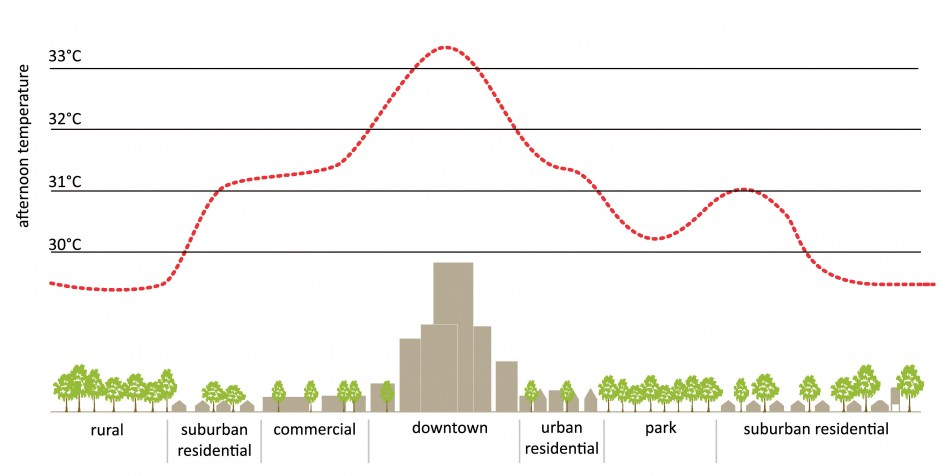 afternoon temperature
33°C
32°C
31°C
30°C
rural
suburban
residential
commercial
downtown
urban
residential
park
suburban residential